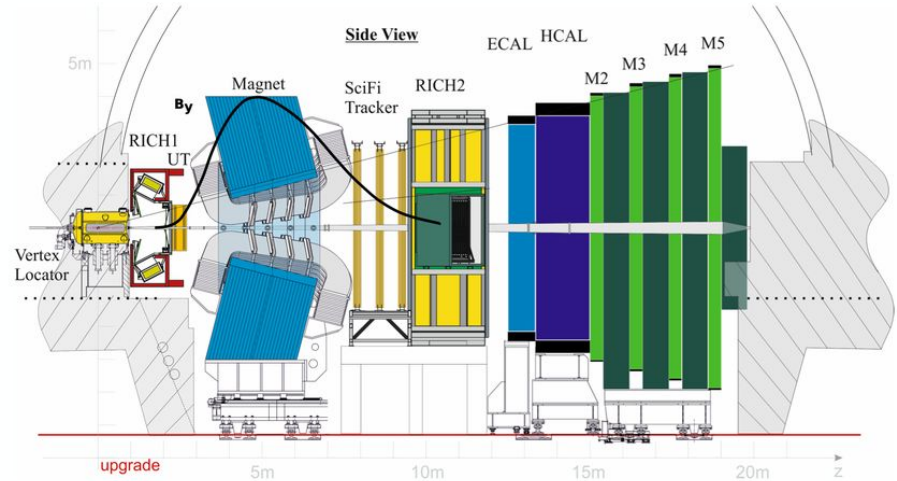 Side View
ECAL
HCAL
5m
Magnet
M2
M3
M4
M5
By
SciFi
Tracker
RICH2
RICH1
UT
Vertex
Locator
upgrade
5m
10m
15m
20m
z